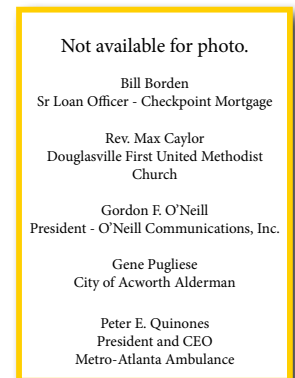 Not available for photo.
Bill Borden
Sr Loan Officer - Checkpoint Mortgage
Rev. Max Caylor
Douglasville First United Methodist
Church
Gordon F. O'Neill
President - O'Neill Communications, Inc.
Gene Pugliese
City of Acworth Alderman
Peter E. Quinones
President and CEO
Metro-Atlanta Ambulance